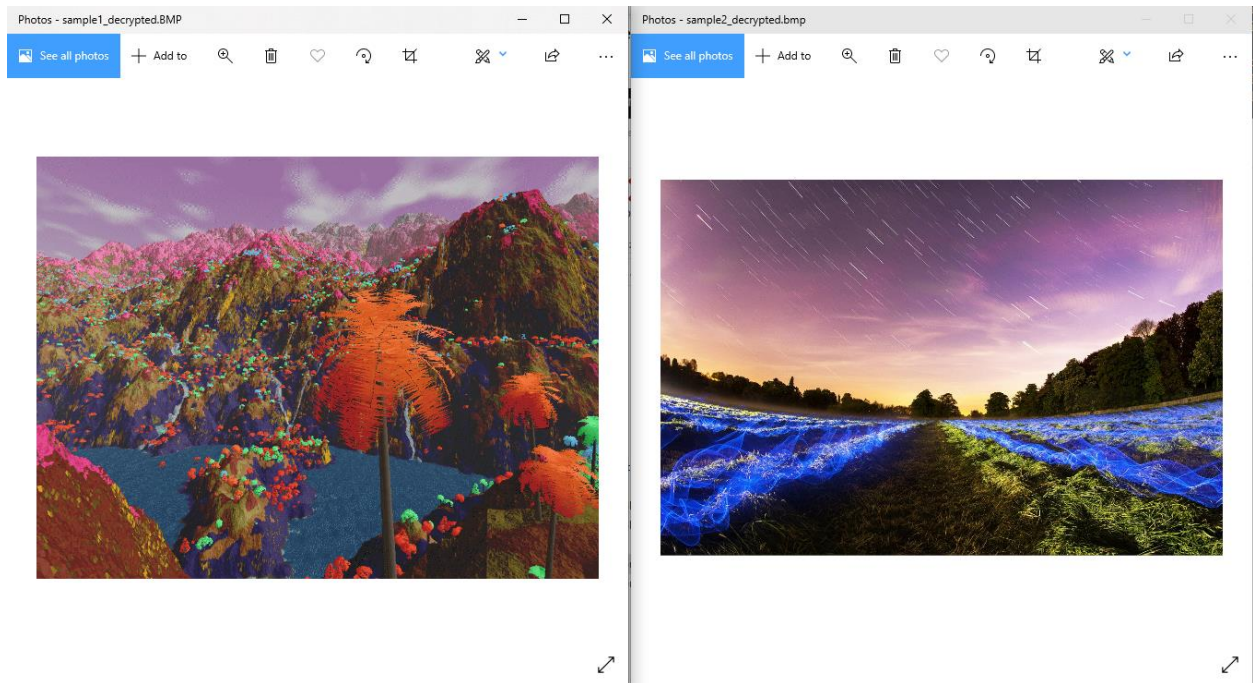 Photos - sample1_decrypted.BMP
See all photos
Add to
Photos - sample2_decrypted.bmp
See all photos
Add to